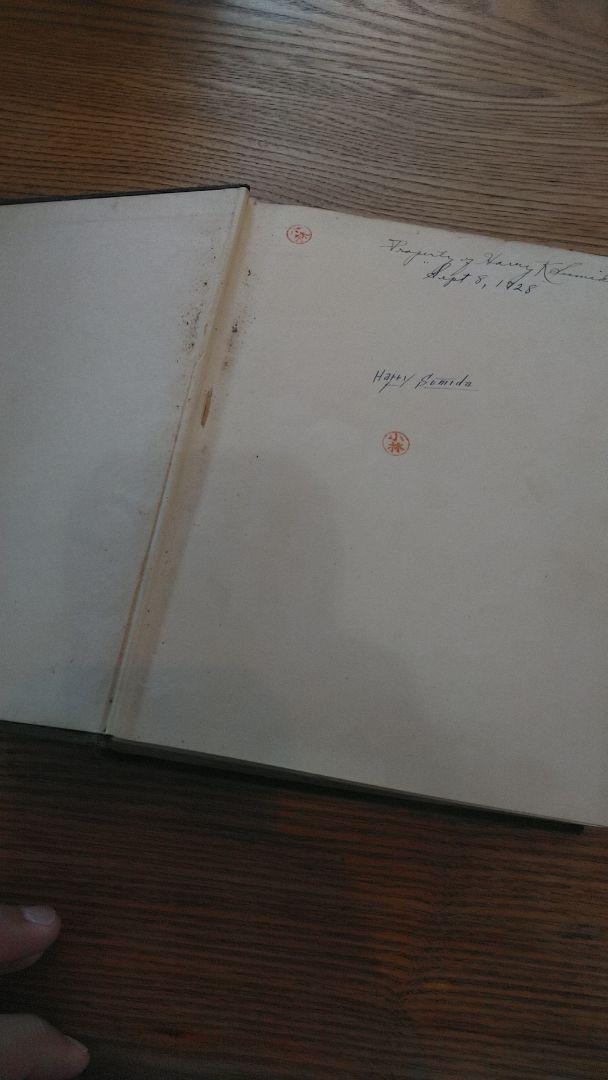 Property of Harry K Sumida
Sept 8, 1928
Harry Sumida
小林